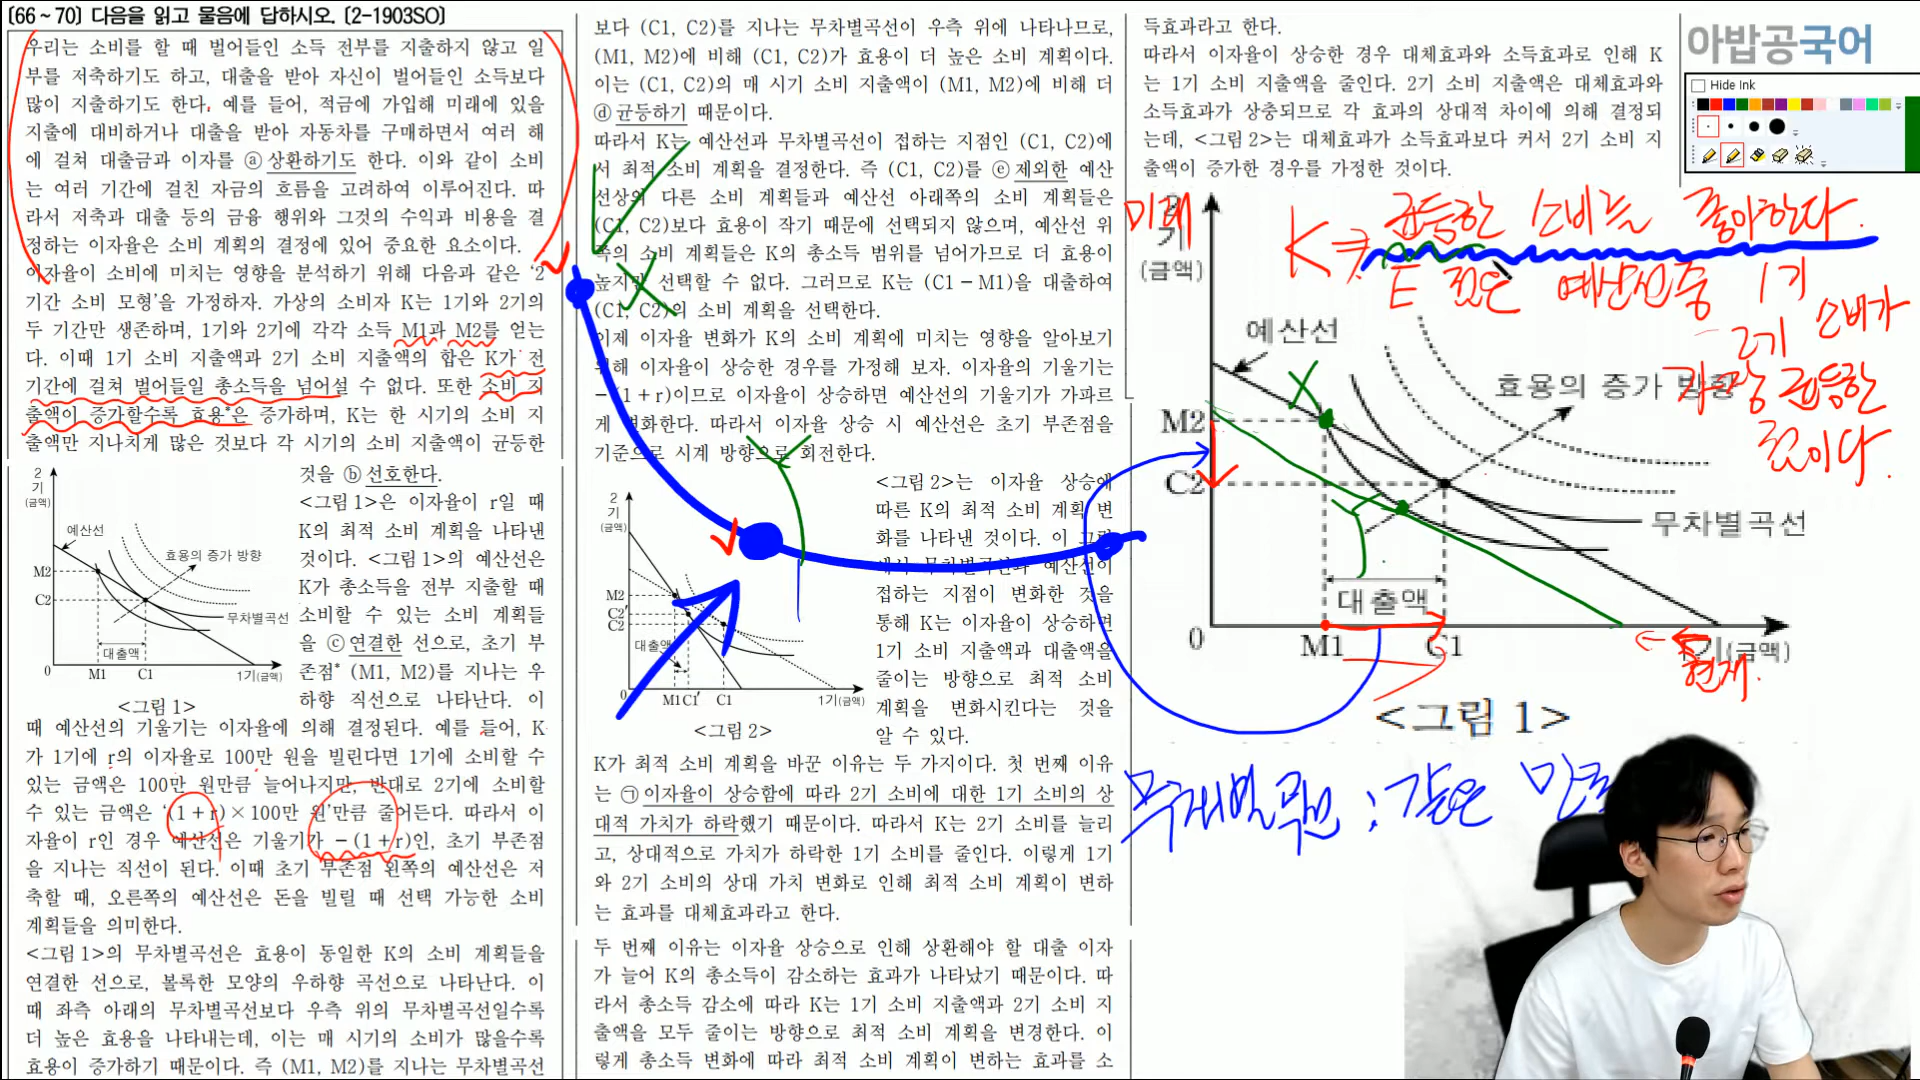 [66～70] 다음을 읽고 물음에 답하시오. [2-1903SO]
우리는 소비를 할 때 벌어들인 소득 전부를 지출하지 않고 일
부를 저축하기도 하고, 대출을 받아 자신이 벌어들인 소득보다
많이 지출하기도 한다. 예를 들어, 적금에 가입해 미래에 있을
지출에 대비하거나 대출을 받아 자동차를 구매하면서 여러 해
에 걸쳐 대출금과 이자를 ⓐ상환하기도 한다. 이와 같이 소비
는 여러 기간에 걸친 자금의 흐름을 고려하여 이루어진다. 따
라서 저축과 대출 등의 금융 행위와 그것의 수익과 비용을 결
정하는 이자율은 소비 계획의 결정에 있어 중요한 요소이다.
이자율이 소비에 미치는 영향을 분석하기 위해 다음과 같은 '2
기간 소비 모형'을 가정하자. 가상의 소비자 K는 1기와 2기의
두 기간만 생존하며, 1기와 2기에 각각 소득 M1과 M2를 얻는
다. 이때 1기 소비 지출액과 2기 소비 지출액의 합은 K가 전
기간에 걸쳐 벌어들일 총소득을 넘어설 수 없다. 또한 소비 지
출액이 증가할수록 효용*은 증가하며, K는 한 시기의 소비 지
출액만 지나치게 많은 것보다 각 시기의 소비 지출액이 균등한
것을 ⓑ선호한다.
<그림 1>은 이자율이 r일 때
K의 최적 소비 계획을 나타낸
것이다. <그림 1>의 예산선은
K가 총소득을 전부 지출할 때
소비할 수 있는 소비 계획들
을 ⓒ연결한 선으로, 초기 부
존점* (M1, M2)를 지나는 우
하향 직선으로 나타난다. 이
2기(금액)
예산선
효용의 증가 방향
M2
C2
무차별곡선
대출액
0 M1 C1 1기(금액)
<그림 1>
때 예산선의 기울기는 이자율에 의해 결정된다. 예를 들어, K
가 1기에 r의 이자율로 100만 원을 빌린다면 1기에 소비할 수
있는 금액은 100만 원만큼 늘어나지만, 반대로 2기에 소비할
수 있는 금액은 '(1+r)×100만 원'만큼 줄어든다. 따라서 이
자율이 r인 경우 예산선은 기울기가 −(1+r)인, 초기 부존점
을 지나는 직선이 된다. 이때 초기 부존점 왼쪽의 예산선은 저
축할 때, 오른쪽의 예산선은 돈을 빌릴 때 선택 가능한 소비
계획들을 의미한다.
<그림 1>의 무차별곡선은 효용이 동일한 K의 소비 계획들을
연결한 선으로, 볼록한 모양의 우하향 곡선으로 나타난다. 이
때 좌측 아래의 무차별곡선보다 우측 위의 무차별곡선일수록
더 높은 효용을 나타내는데, 이는 매 시기의 소비가 많을수록
효용이 증가하기 때문이다. 즉 (M1, M2)를 지나는 무차별곡선
보다 (C1, C2)를 지나는 무차별곡선이 우측 위에 나타나므로,
(M1, M2)에 비해 (C1, C2)가 효용이 더 높은 소비 계획이다.
이는 (C1, C2)의 매 시기 소비 지출액이 (M1, M2)에 비해 더
ⓓ균등하기 때문이다.
따라서 K는 예산선과 무차별곡선이 접하는 지점인 (C1, C2)에
서 최적 소비 계획을 결정한다. 즉 (C1, C2)를 ⓔ제외한 예산
선상의 다른 소비 계획들과 예산선 아래쪽의 소비 계획들은
(C1, C2)보다 효용이 작기 때문에 선택되지 않으며, 예산선 위
쪽의 소비 계획들은 K의 총소득 범위를 넘어가므로 더 효용이
높지만 선택할 수 없다. 그러므로 K는 (C1−M1)을 대출하여
(C1, C2)의 소비 계획을 선택한다.
이제 이자율 변화가 K의 소비 계획에 미치는 영향을 알아보기
위해 이자율이 상승한 경우를 가정해 보자. 이자율의 기울기는
−(1+r)이므로 이자율이 상승하면 예산선의 기울기가 가파르
게 변화한다. 따라서 이자율 상승 시 예산선은 초기 부존점을
기준으로 시계 방향으로 회전한다.
<그림 2>는 이자율 상승에
따른 K의 최적 소비 계획 변
화를 나타낸 것이다. 이 그림
에서 무차별곡선과 예산선이
접하는 지점이 변화한 것을
통해 K는 이자율이 상승하면
1기 소비 지출액과 대출액을
줄이는 방향으로 최적 소비
계획을 변화시킨다는 것을
알 수 있다.
2기(금액)
M2
C2'
C2
대출액
0 M1 C1' C1 1기(금액)
<그림 2>
K가 최적 소비 계획을 바꾼 이유는 두 가지이다. 첫 번째 이유
는 ㉠이자율이 상승함에 따라 2기 소비에 대한 1기 소비의 상
대적 가치가 하락했기 때문이다. 따라서 K는 2기 소비를 늘리
고, 상대적으로 가치가 하락한 1기 소비를 줄인다. 이렇게 1기
와 2기 소비의 상대 가치 변화로 인해 최적 소비 계획이 변하
는 효과를 대체효과라고 한다.
두 번째 이유는 이자율 상승으로 인해 상환해야 할 대출 이자
가 늘어 K의 총소득이 감소하는 효과가 나타났기 때문이다. 따
라서 총소득 감소에 따라 K는 1기 소비 지출액과 2기 소비 지
출액을 모두 줄이는 방향으로 최적 소비 계획을 변경한다. 이
렇게 총소득 변화에 따라 최적 소비 계획이 변하는 효과를 소
득효과라고 한다.
따라서 이자율이 상승한 경우 대체효과와 소득효과로 인해 K
는 1기 소비 지출액을 줄인다. 2기 소비 지출액은 대체효과와
소득효과가 상충되므로 각 효과의 상대적 차이에 의해 결정되
는데, <그림 2>는 대체효과가 소득효과보다 커서 2기 소비 지
출액이 증가한 경우를 가정한 것이다.
아밥공국어
Hide Ink
미래
기
(금액)
K는 균등한 소비를 좋아한다.
예산선중 1기
2기 소비가
가장 균등한
점이다.
예산선
효용의 증가 방향
M2
C2
무차별곡선
대출액
0 M1 C1 1기(금액)
현재.
<그림 1>
무차별곡선 : 같은 만족